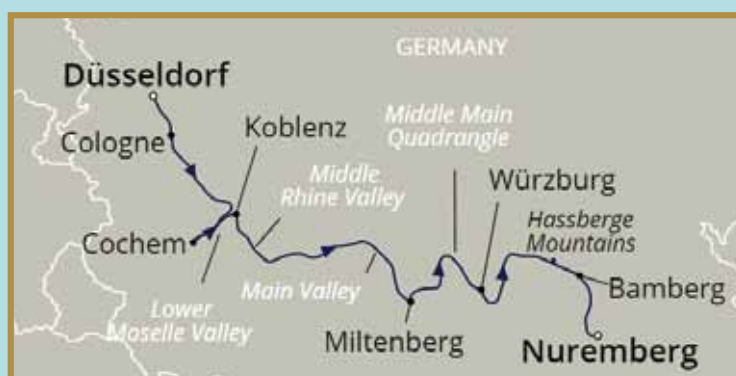 GERMANY
Düsseldorf
Cologne
Koblenz
Middle Main
Quadrangle
Middle
Rhine Valley
Würzburg
Hassberge
Mountains
Cochem
Lower
Moselle Valley
Main Valley
Miltenberg
Bamberg
Nuremberg